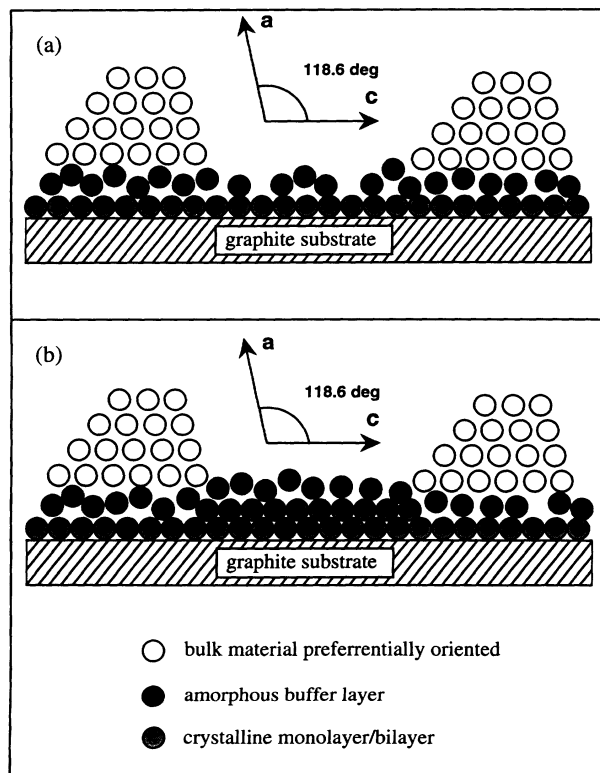 (a)
a
118.6 deg
c
graphite substrate
(b)
a
118.6 deg
c
graphite substrate
bulk material preferrentially oriented
amorphous buffer layer
crystalline monolayer/bilayer